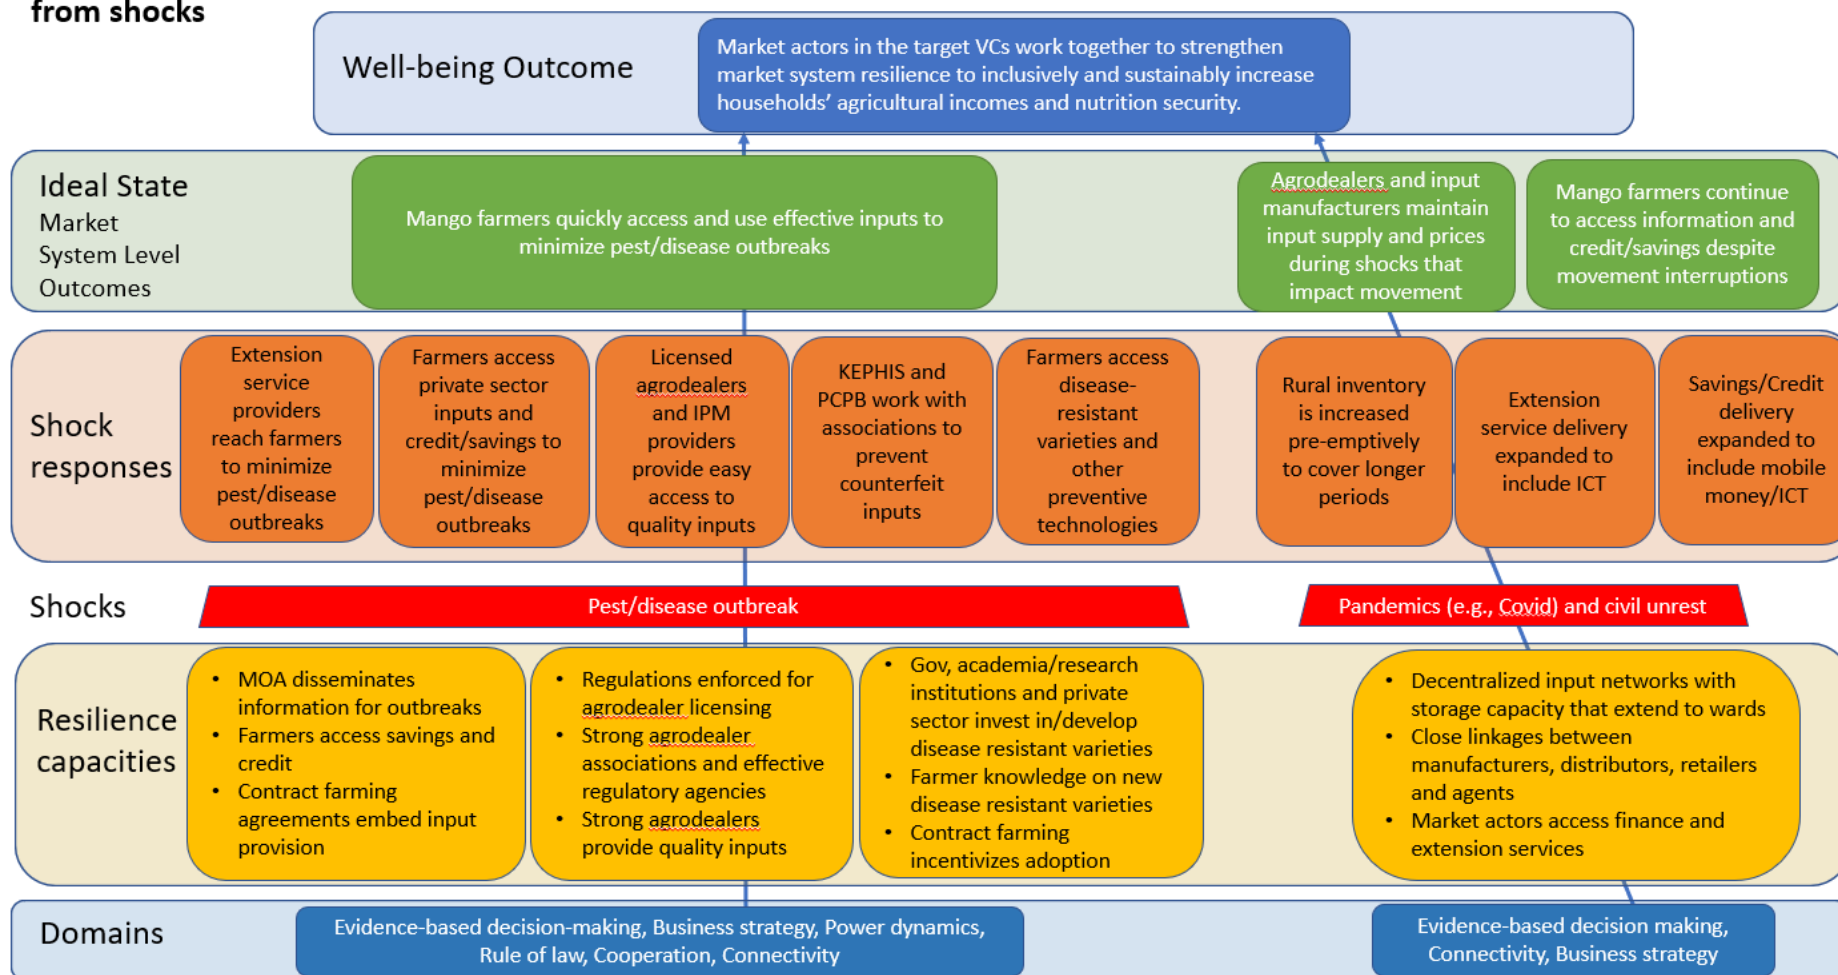 from shocks
Well-being Outcome
Market actors in the target VCs work together to strengthen
market system resilience to inclusively and sustainably increase
households’ agricultural incomes and nutrition security.
Ideal State
Market
System Level
Outcomes
Mango farmers quickly access and use effective inputs to
minimize pest/disease outbreaks
Agrodealers and input
manufacturers maintain
input supply and prices
during shocks that
impact movement
Mango farmers continue
to access information and
credit/savings despite
movement interruptions
Shock
responses
Extension
service
providers
reach farmers
to minimize
pest/disease
outbreaks
Farmers access
private sector
inputs and
credit/savings to
minimize
pest/disease
outbreaks
Licensed
agrodealers
and IPM
providers
provide easy
access to
quality inputs
KEPHIS and
PCPB work with
associations to
prevent
counterfeit
inputs
Farmers access
disease-
resistant
varieties and
other
preventive
technologies
Rural inventory
is increased
pre-emptively
to cover longer
periods
Extension
service delivery
expanded to
include ICT
Savings/Credit
delivery
expanded to
include mobile
money/ICT
Shocks
Pest/disease outbreak
Pandemics (e.g., Covid) and civil unrest
Resilience
capacities
• MOA disseminates
information for outbreaks
• Farmers access savings and
credit
• Contract farming
agreements embed input
provision
• Regulations enforced for
agrodealer licensing
• Strong agrodealer
associations and effective
regulatory agencies
• Strong agrodealers
provide quality inputs
• Gov, academia/research
institutions and private
sector invest in/develop
disease resistant varieties
• Farmer knowledge on new
disease resistant varieties
• Contract farming
incentivizes adoption
• Decentralized input networks with
storage capacity that extend to wards
• Close linkages between
manufacturers, distributors, retailers
and agents
• Market actors access finance and
extension services
Domains
Evidence-based decision-making, Business strategy, Power dynamics,
Rule of law, Cooperation, Connectivity
Evidence-based decision making,
Connectivity, Business strategy